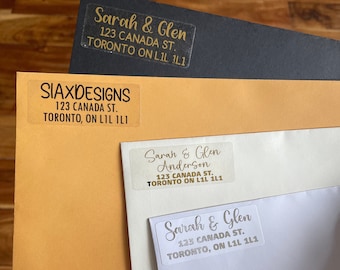 Sarah & Glen
123 CANADA ST.
TORONTO, ON L1L 1L1
SIAXDESIGNS
123 CANADA ST.
TORONTO, ON L1L 1L1
Sarah & Glen
Anderson
123 CANADA ST.
TORONTO, ON L1L 1L1
Sarah & Glen
123 CANADA ST.
TORONTO, ON L1L 1L1